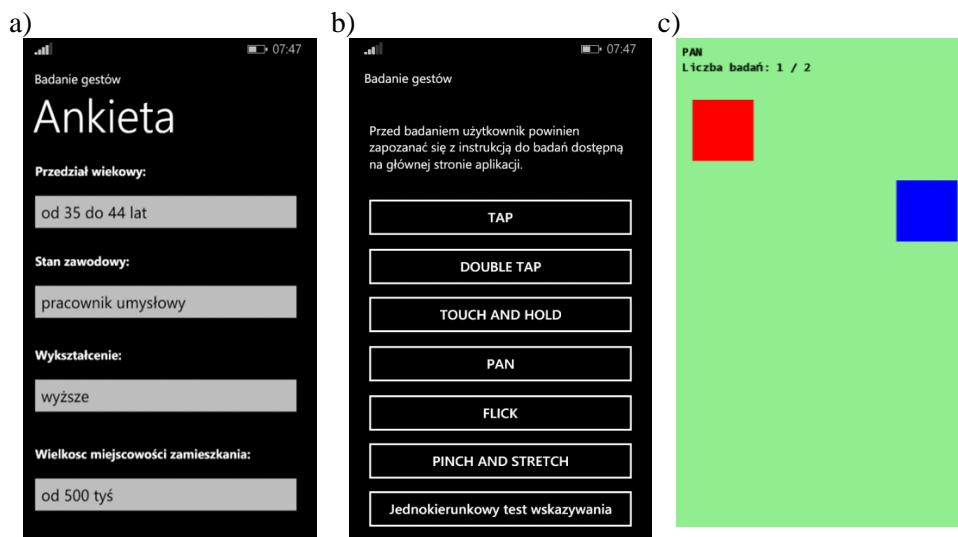 a)
07:47
Badanie gestów
Ankieta
Przedział wiekowy:
od 35 do 44 lat
Stan zawodowy:
pracownik umysłowy
Wykształcenie:
wyższe
Wielkosc miejscowości zamieszkania:
od 500 tyś
b)
07:47
Badanie gestów
Przed badaniem użytkownik powinien
zapozanać się z instrukcją do badań dostępną
na głównej stronie aplikacji.
TAP
DOUBLE TAP
TOUCH AND HOLD
PAN
FLICK
PINCH AND STRETCH
Jednokierunkowy test wskazywania
c)
PAN
Liczba badań: 1 / 2